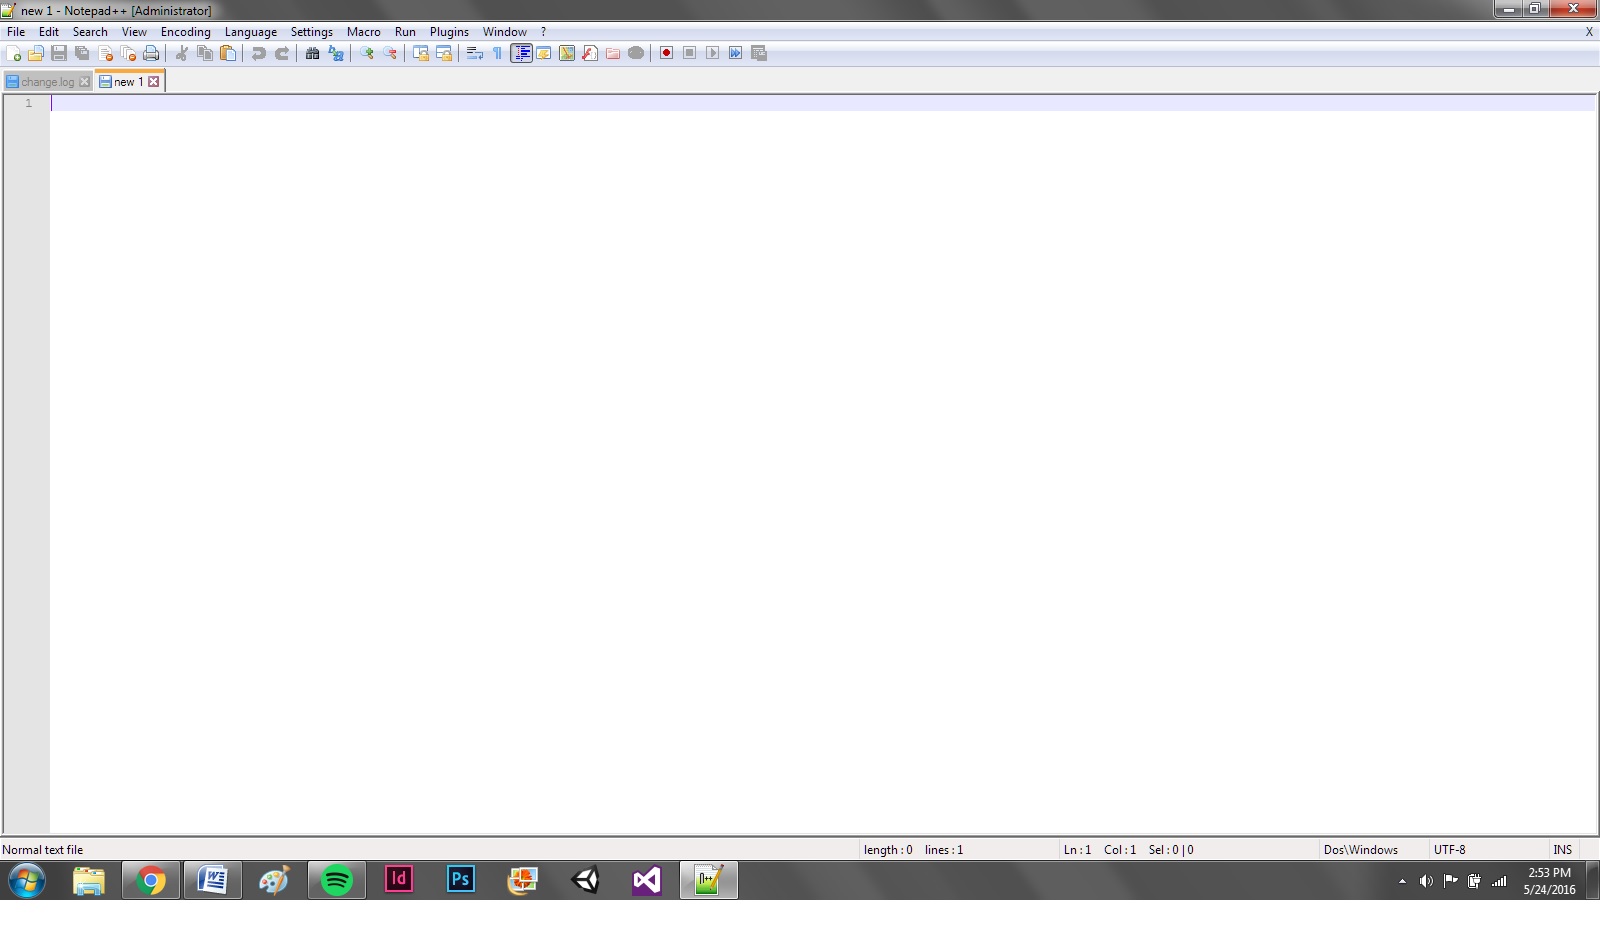 new 1 - Notepad++ [Administrator]
File Edit Search View Encoding Language Settings Macro Run Plugins Window ? X
change.log new 1
1
Normal text file length : 0 lines : 1 Ln : 1 Col : 1 Sel : 0 | 0 Dos\Windows UTF-8 INS
Id Ps n++ 2:53 PM
5/24/2016